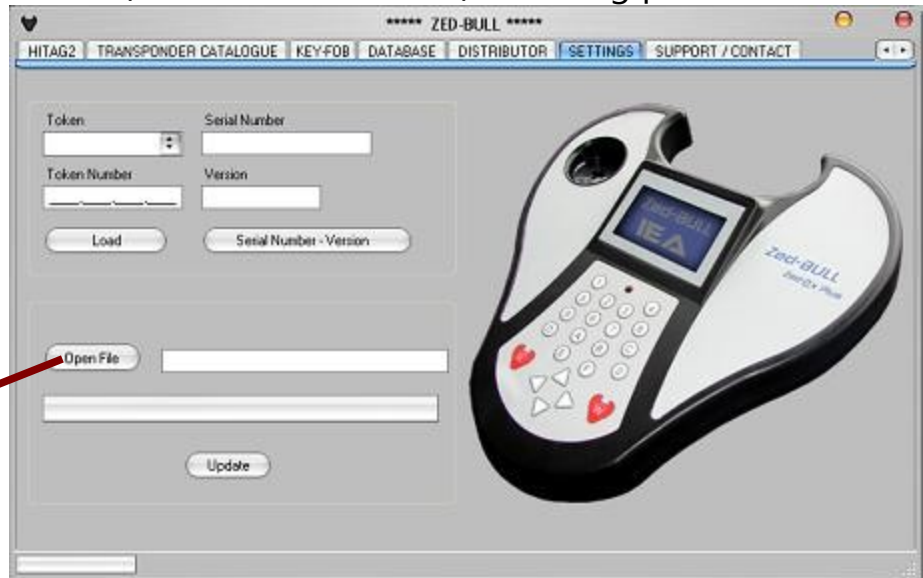 ***** ZED-BULL *****
HITAG2 TRANSPONDER CATALOGUE KEY-FOB DATABASE DISTRIBUTOR SETTINGS SUPPORT / CONTACT
Token Serial Number
Token Number Version
Load Serial Number - Version
Open File
Update
Zed-BULL
IEA
Zed-BULL